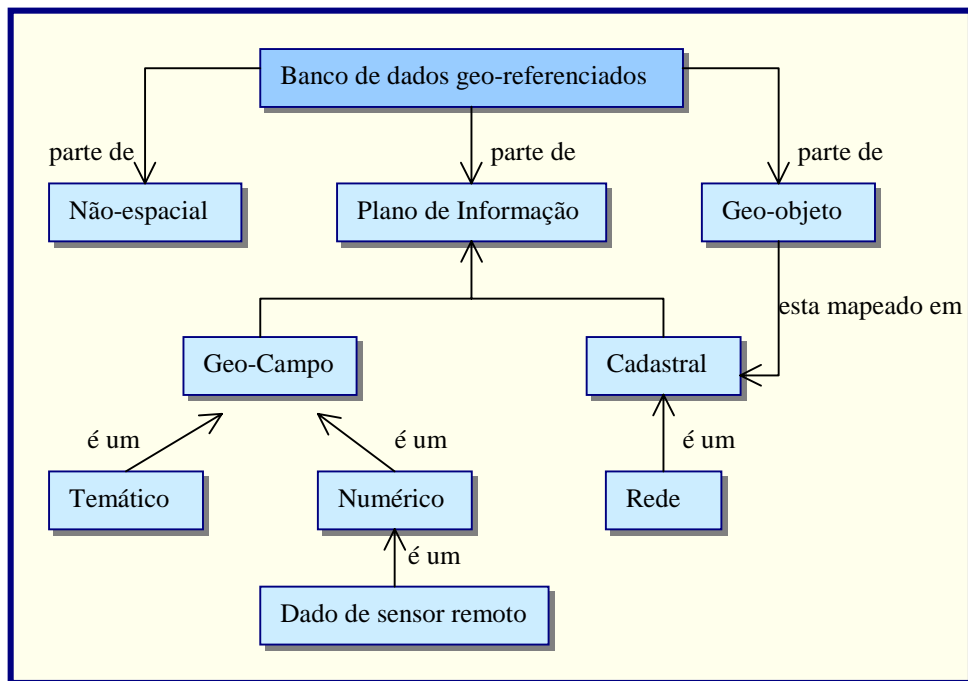 Banco de dados geo-referenciados
parte de
parte de
parte de
Não-espacial
Plano de Informação
Geo-objeto
esta mapeado em
Geo-Campo
Cadastral
é um
é um
é um
Temático
Numérico
Rede
é um
Dado de sensor remoto